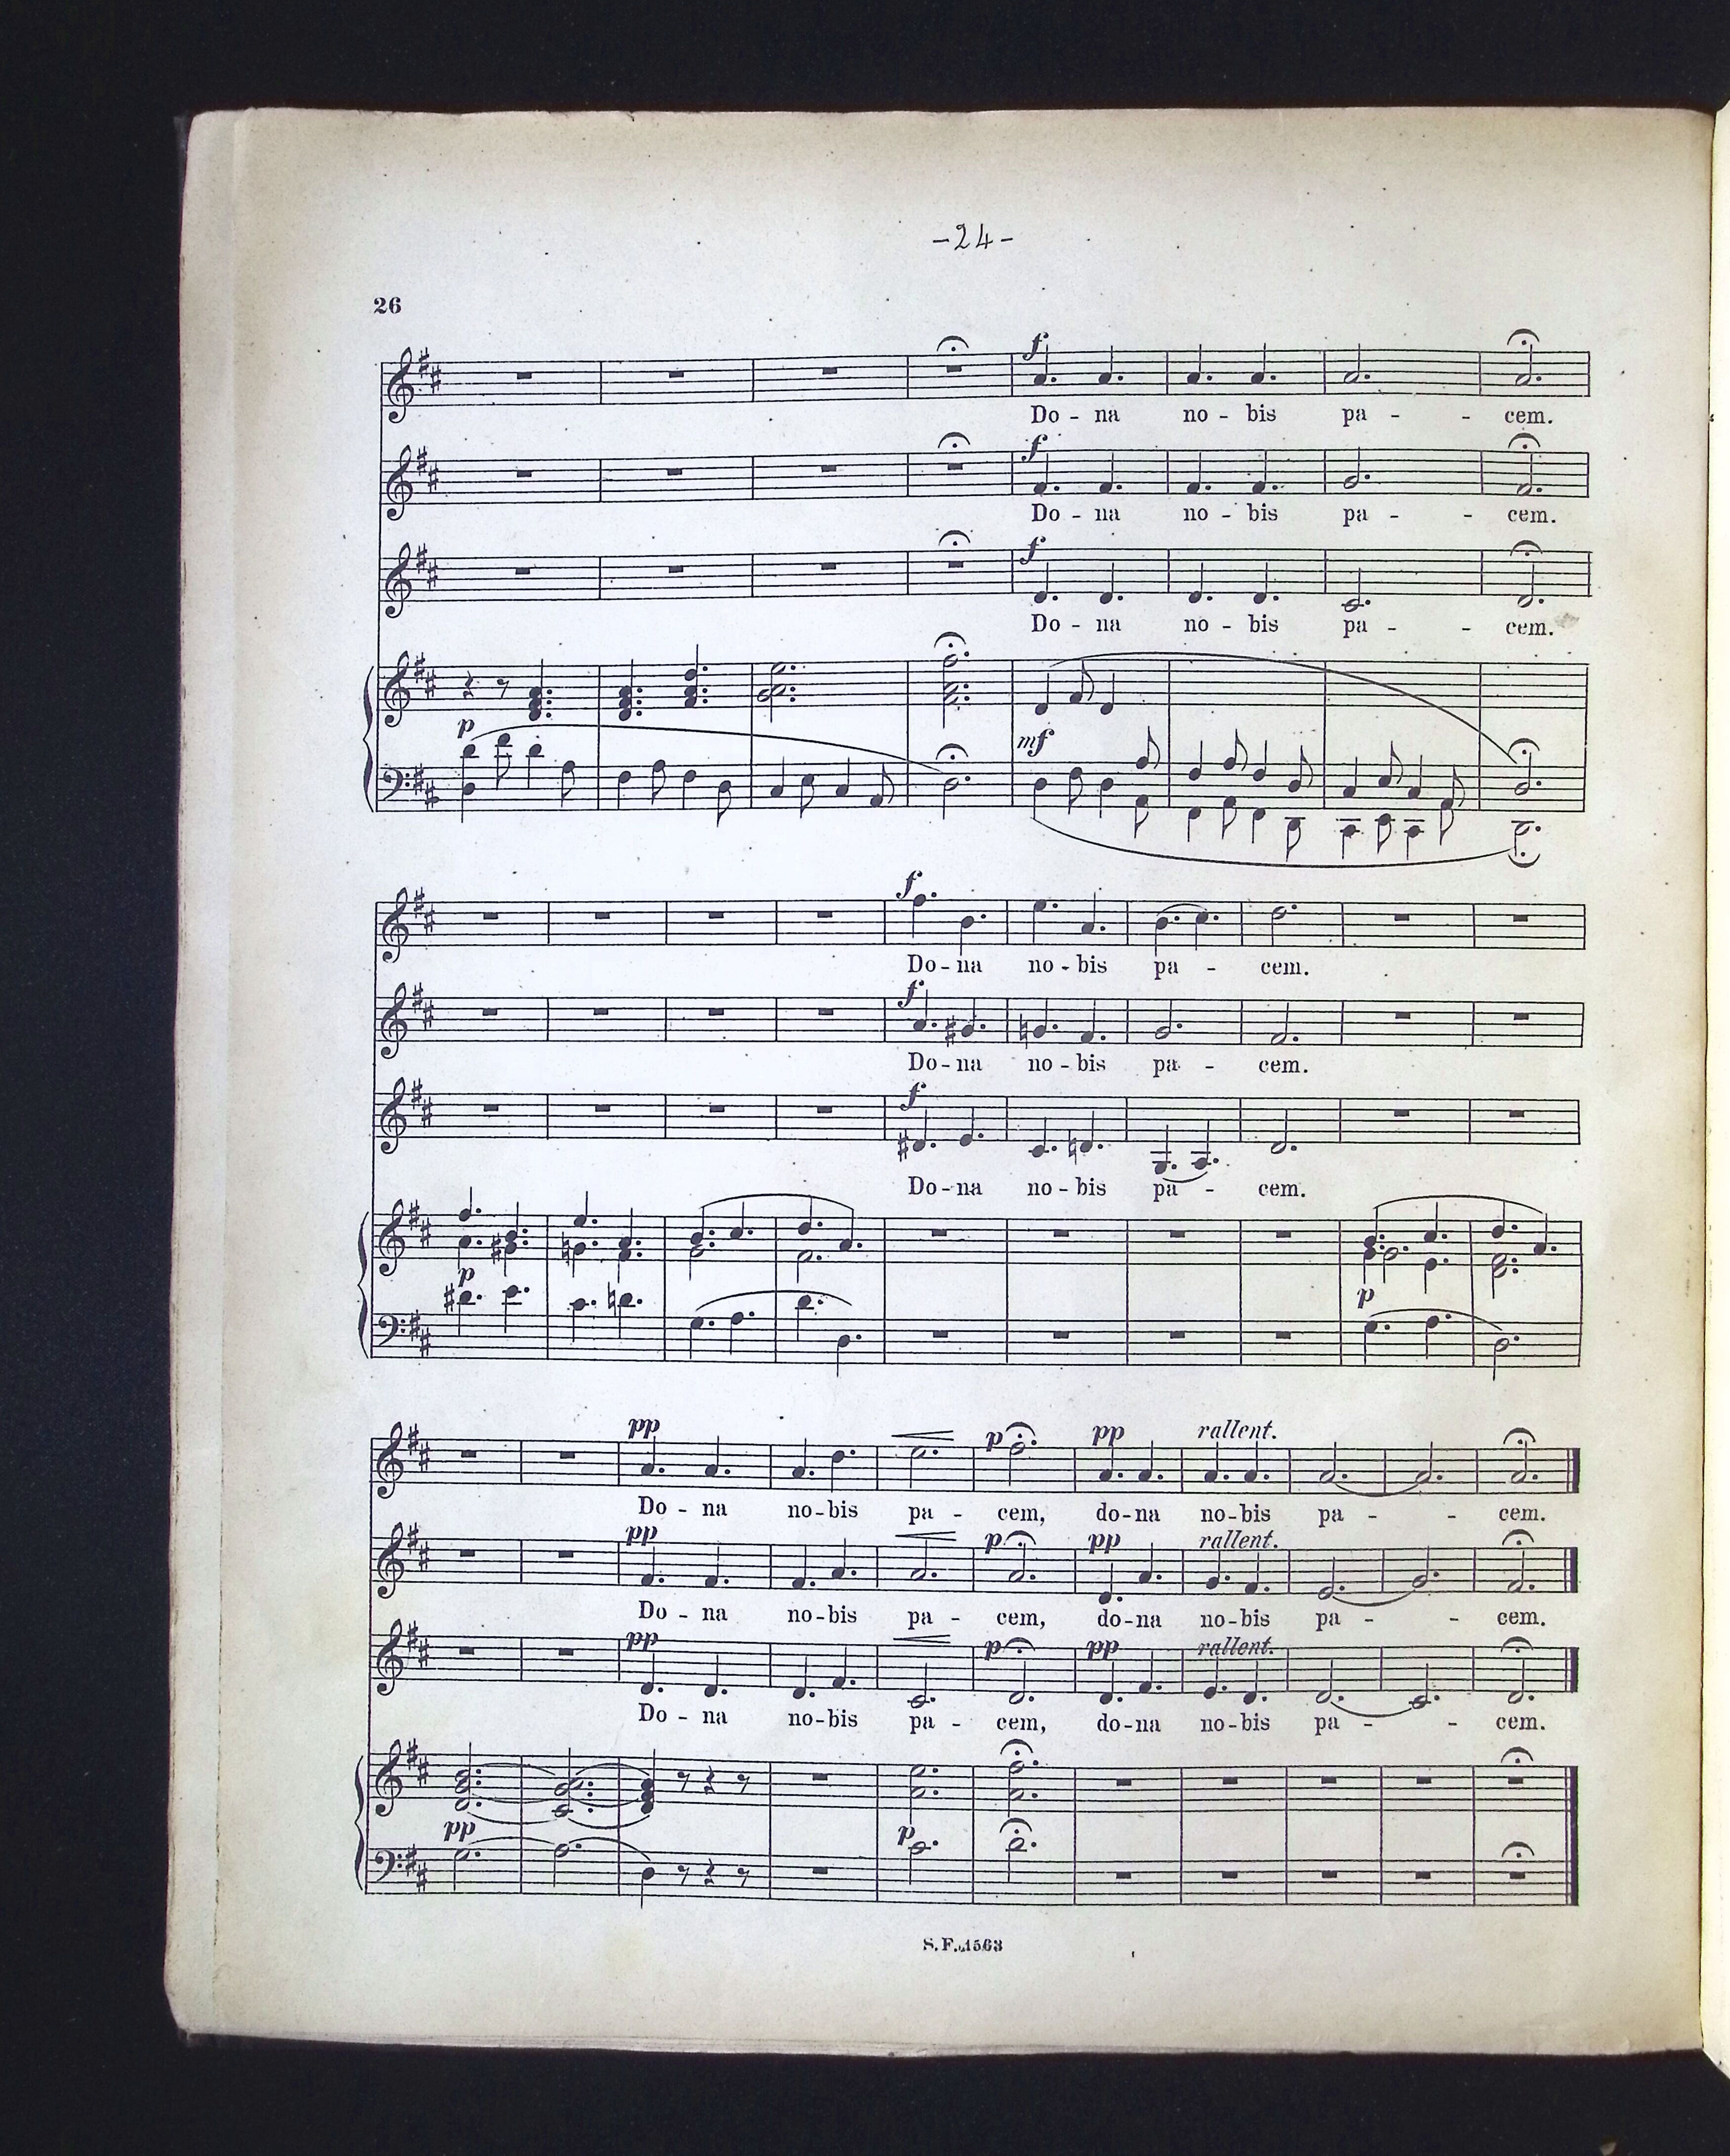 -24-
26
f
Do - na no - bis pa - - cem.
f
Do - na no - bis pa - - cem.
f
Do - na no - bis pa - - cem.
p mf
f
Do - na no - bis pa - cem.
f
Do - na no - bis pa - cem.
f
Do - na no - bis pa - cem.
p p
pp p pp rallent.
Do - na no - bis pa - cem, do - na no - bis pa - - cem.
pp p pp rallent.
Do - na no - bis pa - cem, do - na no - bis pa - - cem.
pp p pp rallent.
Do - na no - bis pa - cem, do - na no - bis pa - - cem.
pp p
S. F. 1563